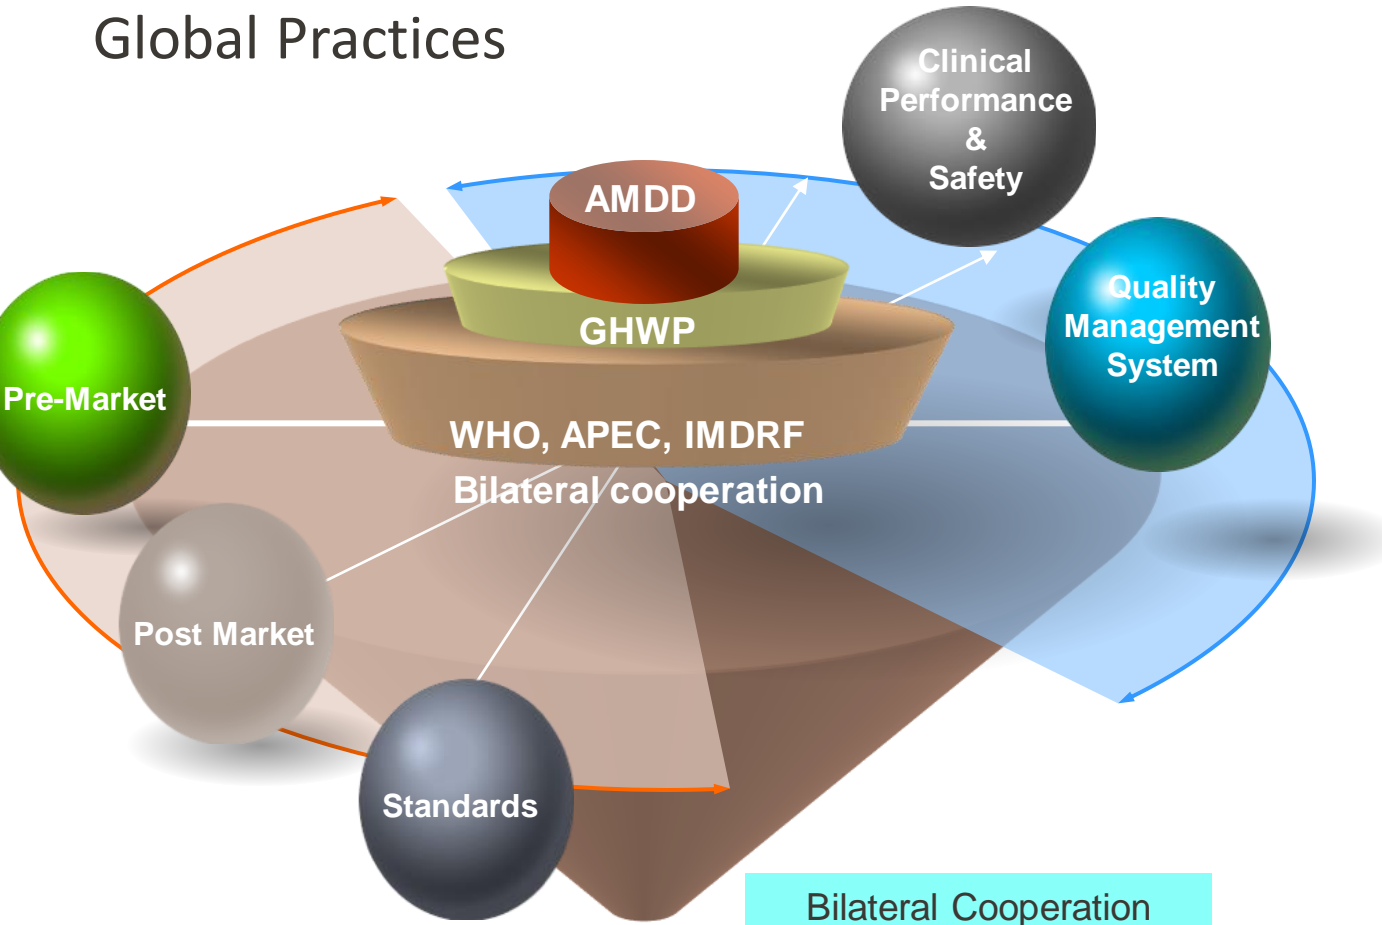 Global Practices
Clinical
Performance
&
Safety
AMDD
Quality
Management
System
GHWP
Pre-Market
WHO, APEC, IMDRF
Bilateral cooperation
Post Market
Standards
Bilateral Cooperation